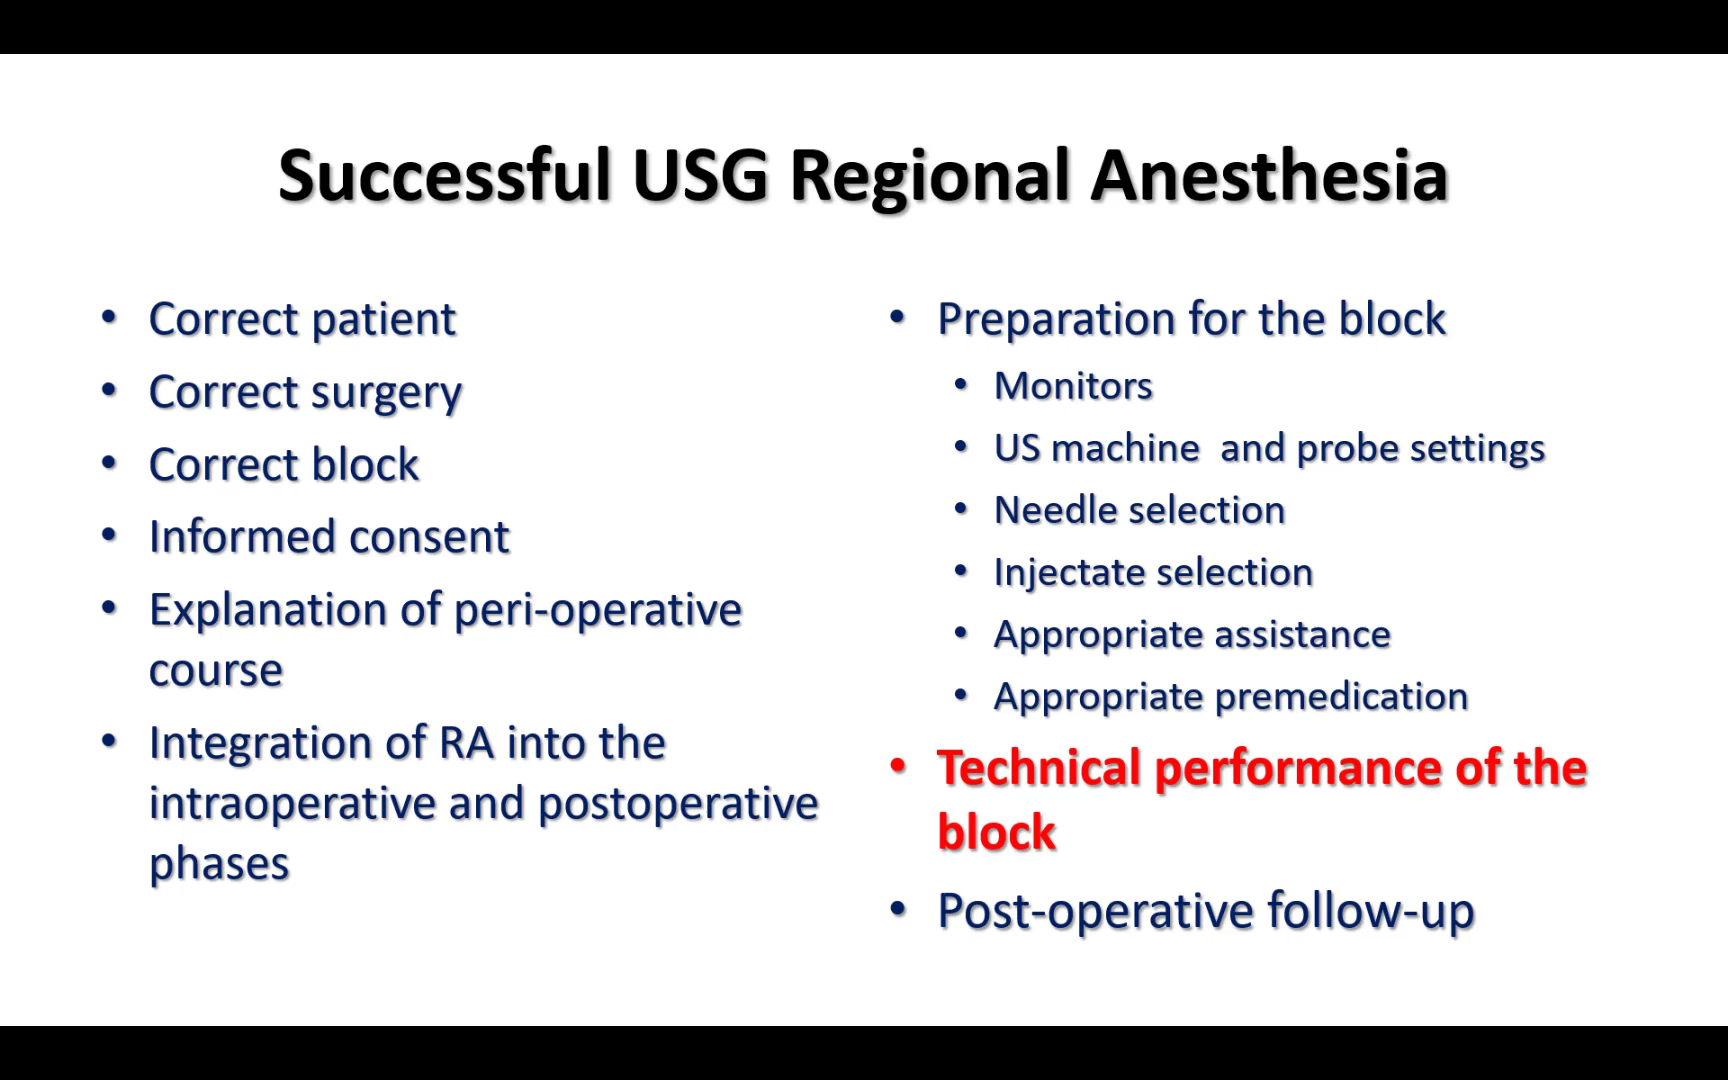 Successful USG Regional Anesthesia
• Correct patient
• Correct surgery
• Correct block
• Informed consent
• Explanation of peri-operative
course
• Integration of RA into the
intraoperative and postoperative
phases
• Preparation for the block
• Monitors
• US machine  and probe settings
• Needle selection
• Injectate selection
• Appropriate assistance
• Appropriate premedication
• Technical performance of the
block
• Post-operative follow-up